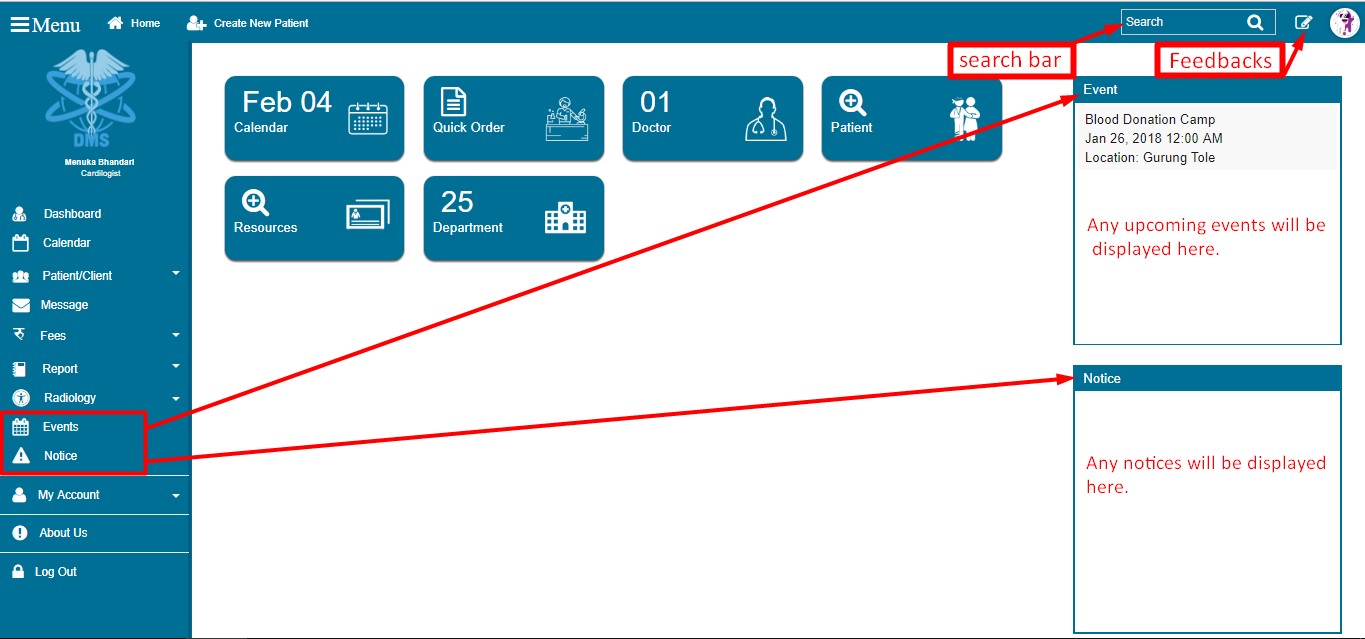 Menu
Home
Create New Patient
Search
search bar
Feedbacks
DMS
Menuka Bhandari
Cardilogist
Dashboard
Calendar
Patient/Client
Message
Fees
Report
Radiology
Events
Notice
My Account
About Us
Log Out
Feb 04
Calendar
Quick Order
01
Doctor
Patient
Resources
25
Department
Event
Blood Donation Camp
Jan 26, 2018 12:00 AM
Location: Gurung Tole
Any upcoming events will be
displayed here.
Notice
Any notices will be displayed
here.